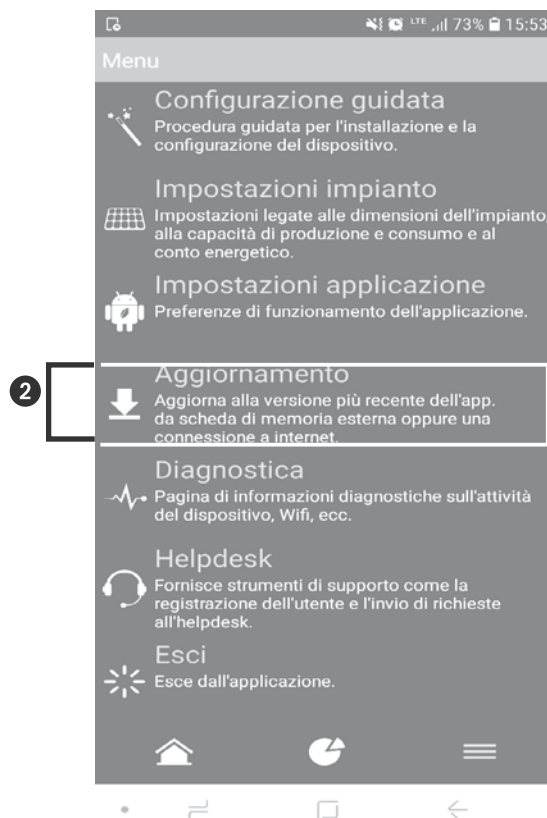 LTE 73% 15:53
Menu
Configurazione guidata
Procedura guidata per l'installazione e la
configurazione del dispositivo.
Impostazioni impianto
Impostazioni legate alle dimensioni dell'impianto,
alla capacità di produzione e consumo e al
conto energetico.
Impostazioni applicazione
Preferenze di funzionamento dell'applicazione.
2
Aggiornamento
Aggiorna alla versione più recente dell'app.
da scheda di memoria esterna oppure una
connessione a internet.
Diagnostica
Pagina di informazioni diagnostiche sull'attività
del dispositivo, Wifi, ecc.
Helpdesk
Fornisce strumenti di supporto come la
registrazione dell'utente e l'invio di richieste
all'helpdesk.
Esci
Esce dall'applicazione.